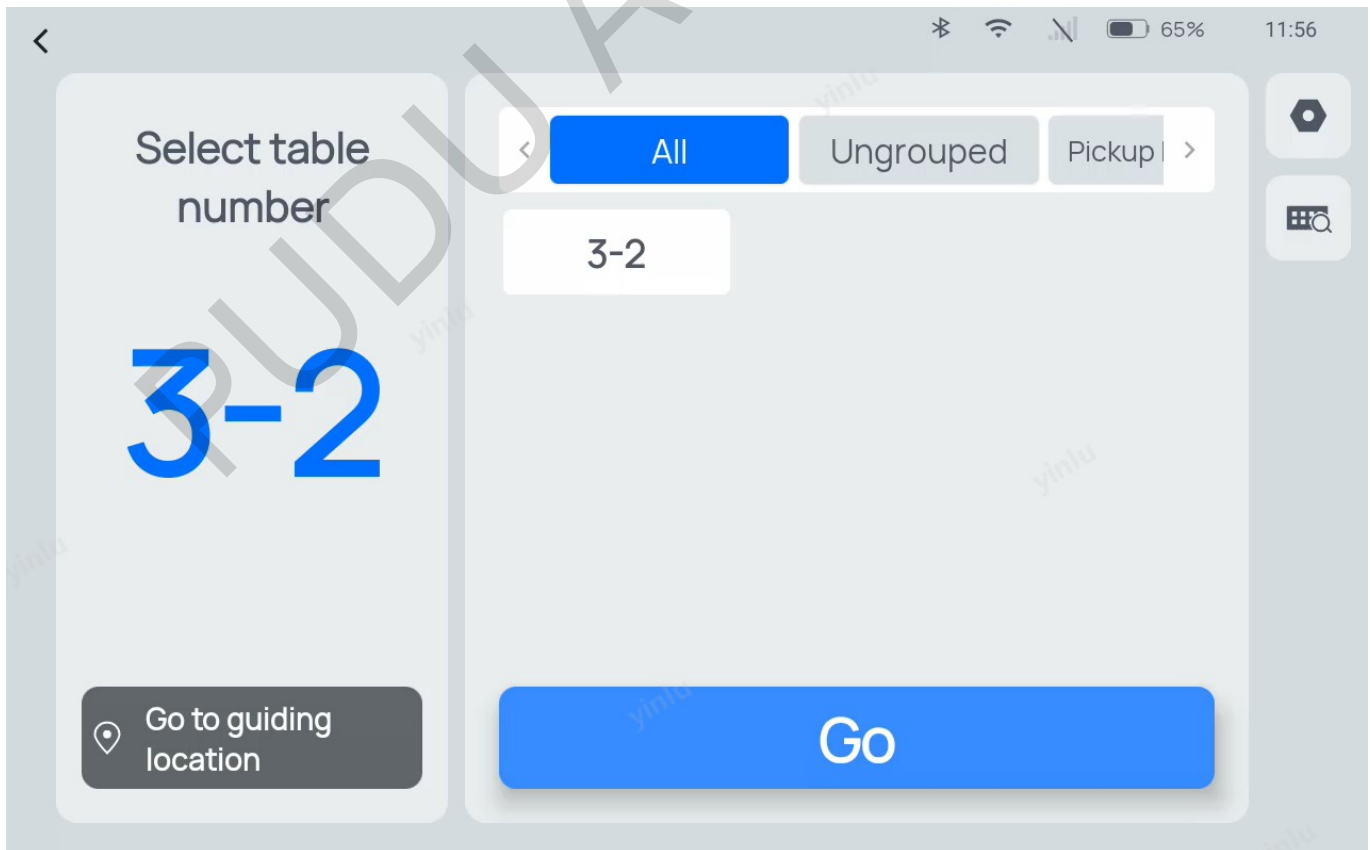 65% 11:56
Select table
number
3-2
Go to guiding
location
All Ungrouped Pickup
3-2
Go
PUDU A
yinlu
yinlu
yinlu
yinlu
yinlu
yinlu